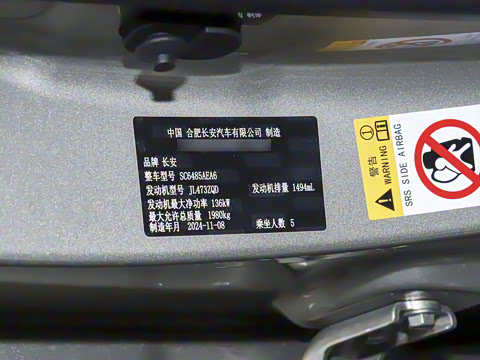 中国 合肥长安汽车有限公司 制造
品牌 长安
整车型号 SC6485AEA6
发动机型号 JL473ZQD 发动机排量 1494mL
发动机最大净功率 136kW
最大允许总质量 1980kg
制造年月 2024-11-08 乘坐人数 5
警告
WARNING
SRS SIDE AIRBAG